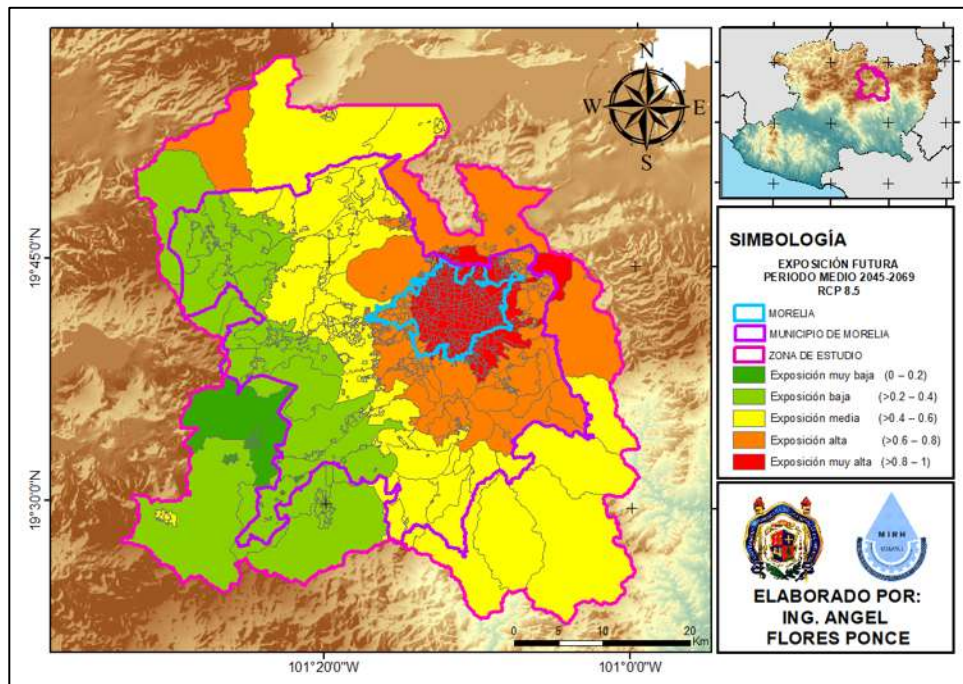 N
W E
S
19°45'0"N
19°30'0"N
101°20'0"W
101°0'0"W
0 5 10 20
Km
SIMBOLOGÍA
EXPOSICIÓN FUTURA
PERIODO MEDIO 2045-2069
RCP 8.5
MORELIA
MUNICIPIO DE MORELIA
ZONA DE ESTUDIO
Exposición muy baja (0 – 0.2)
Exposición baja (>0.2 – 0.4)
Exposición media (>0.4 – 0.6)
Exposición alta (>0.6 – 0.8)
Exposición muy alta (>0.8 – 1)
MIRH
ELABORADO POR:
ING. ANGEL
FLORES PONCE